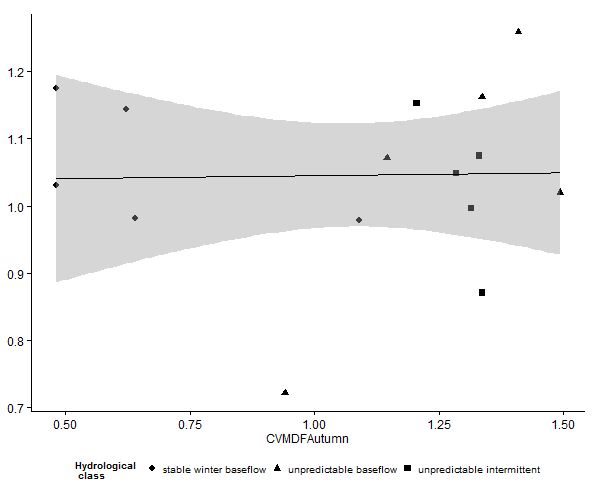 1.2
1.1
1.0
0.9
0.8
0.7
0.50 0.75 1.00 1.25 1.50
CVMDFAutumn
Hydrological
class
stable winter baseflow unpredictable baseflow unpredictable intermittent